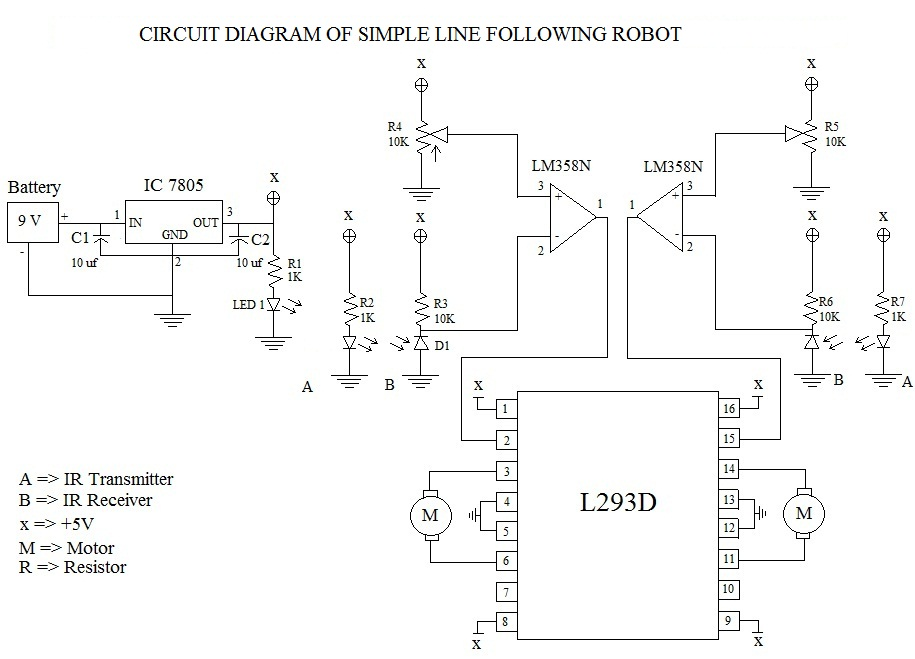 CIRCUIT DIAGRAM OF SIMPLE LINE FOLLOWING ROBOT
X
X
R4
10K
R5
10K
LM358N
LM358N
3
+
1
-
2
3
+
1
-
2
Battery
9 V
+
-
IC 7805
1
IN
OUT
3
GND
2
C1
10 uf
C2
10 uf
X
R1
1K
LED 1
X
R2
1K
A
X
R3
10K
D1
B
X
R6
10K
B
X
R7
1K
A
X
X
1
2
3
4
5
6
7
8
16
15
14
13
12
11
10
9
L293D
M
M
X
X
A => IR Transmitter
B => IR Receiver
x => +5V
M => Motor
R => Resistor